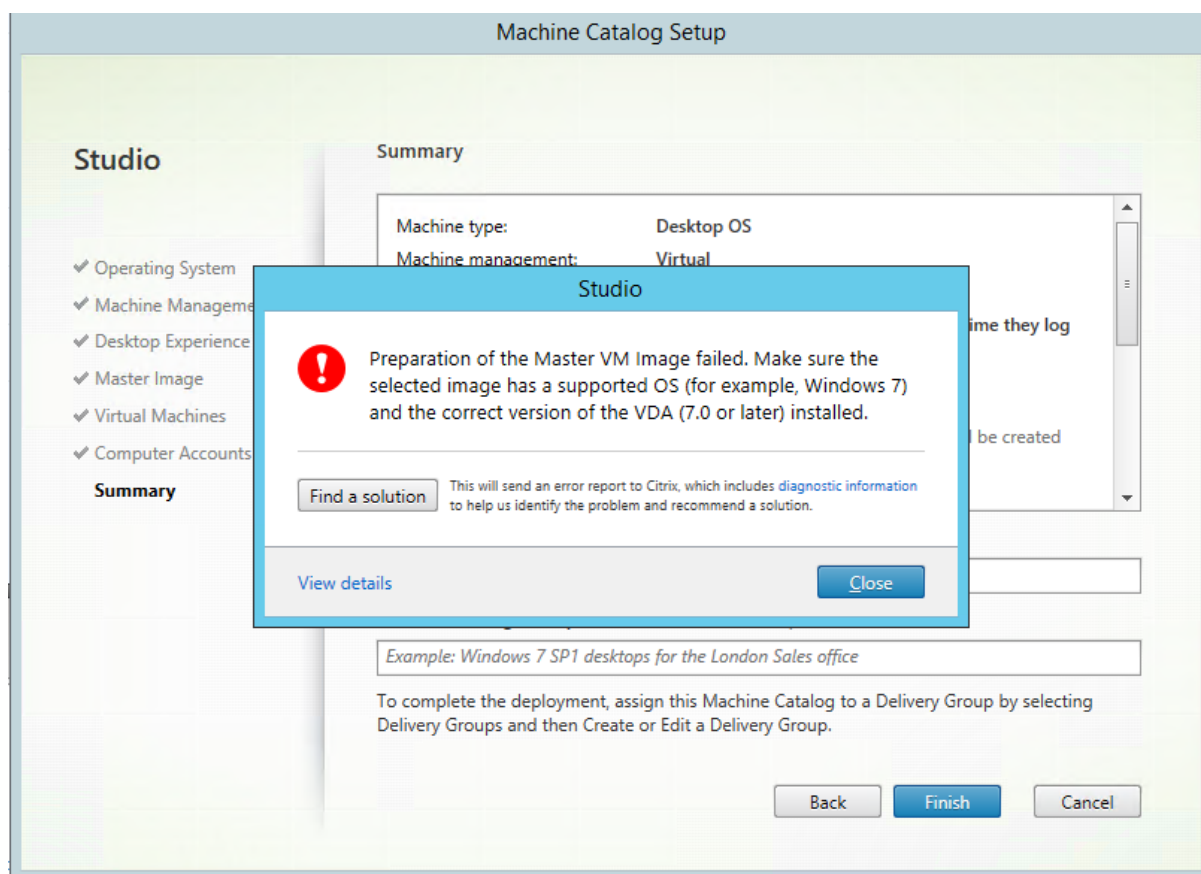 Machine Catalog Setup
Studio
Operating System
Machine Manageme
Desktop Experience
Master Image
Virtual Machines
Computer Accounts
Summary
Summary
Machine type: Desktop OS
Machine management: Virtual
ime they log
l be created
Studio
Preparation of the Master VM Image failed. Make sure the
selected image has a supported OS (for example, Windows 7)
and the correct version of the VDA (7.0 or later) installed.
Find a solution
This will send an error report to Citrix, which includes diagnostic information
to help us identify the problem and recommend a solution.
View details
Close
Example: Windows 7 SP1 desktops for the London Sales office
To complete the deployment, assign this Machine Catalog to a Delivery Group by selecting
Delivery Groups and then Create or Edit a Delivery Group.
Back Finish Cancel